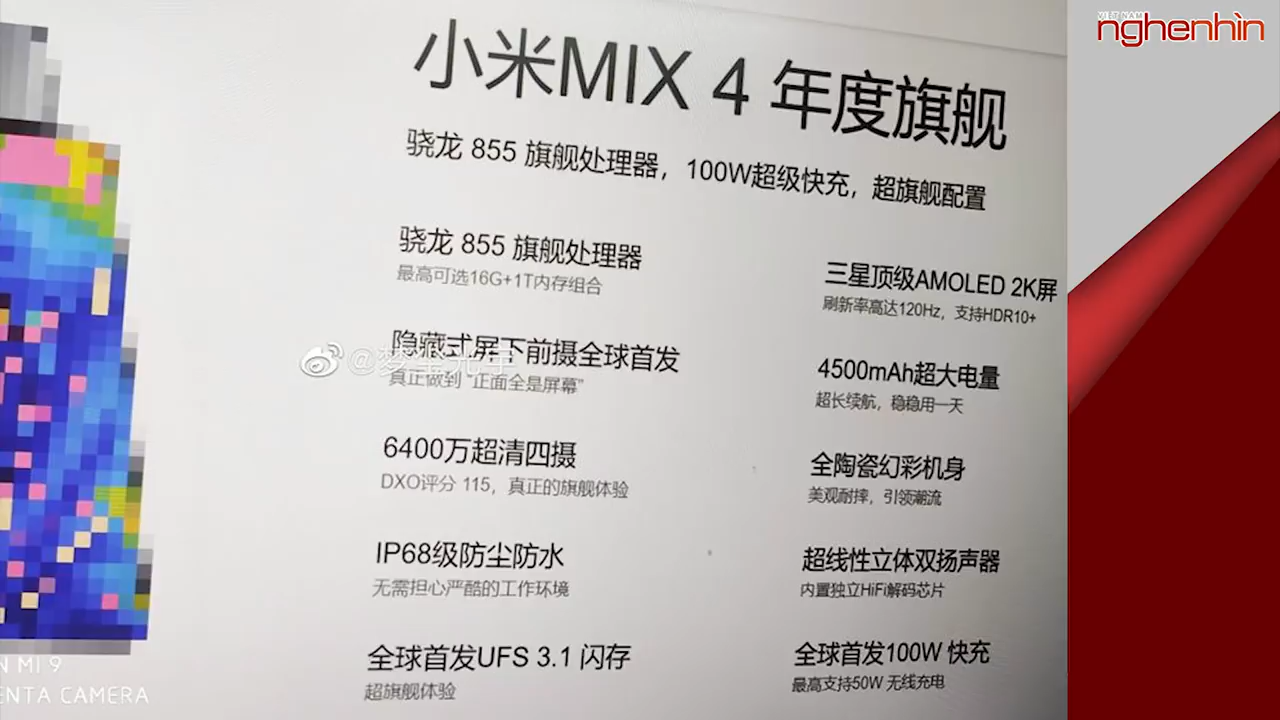 VIET NAM
nghenhìn
小米MIX 4 年度旗舰
骁龙 855 旗舰处理器，100W超级快充，超旗舰配置
骁龙 855 旗舰处理器
最高可选16G+1T内存组合
隐藏式屏下前摄全球首发
真正做到 “正面全是屏幕”
6400万超清四摄
DXO评分 115，真正的旗舰体验
IP68级防尘防水
无需担心严酷的工作环境
全球首发UFS 3.1 闪存
超旗舰体验
三星顶级AMOLED 2K屏
刷新率高达120Hz，支持HDR10+
4500mAh超大电量
超长续航，稳稳用一天
全陶瓷幻彩机身
美观耐摔，引领潮流
超线性立体双扬声器
内置独立HiFi解码芯片
全球首发100W 快充
最高支持50W 无线充电
N MI 9
ENTA CAMERA